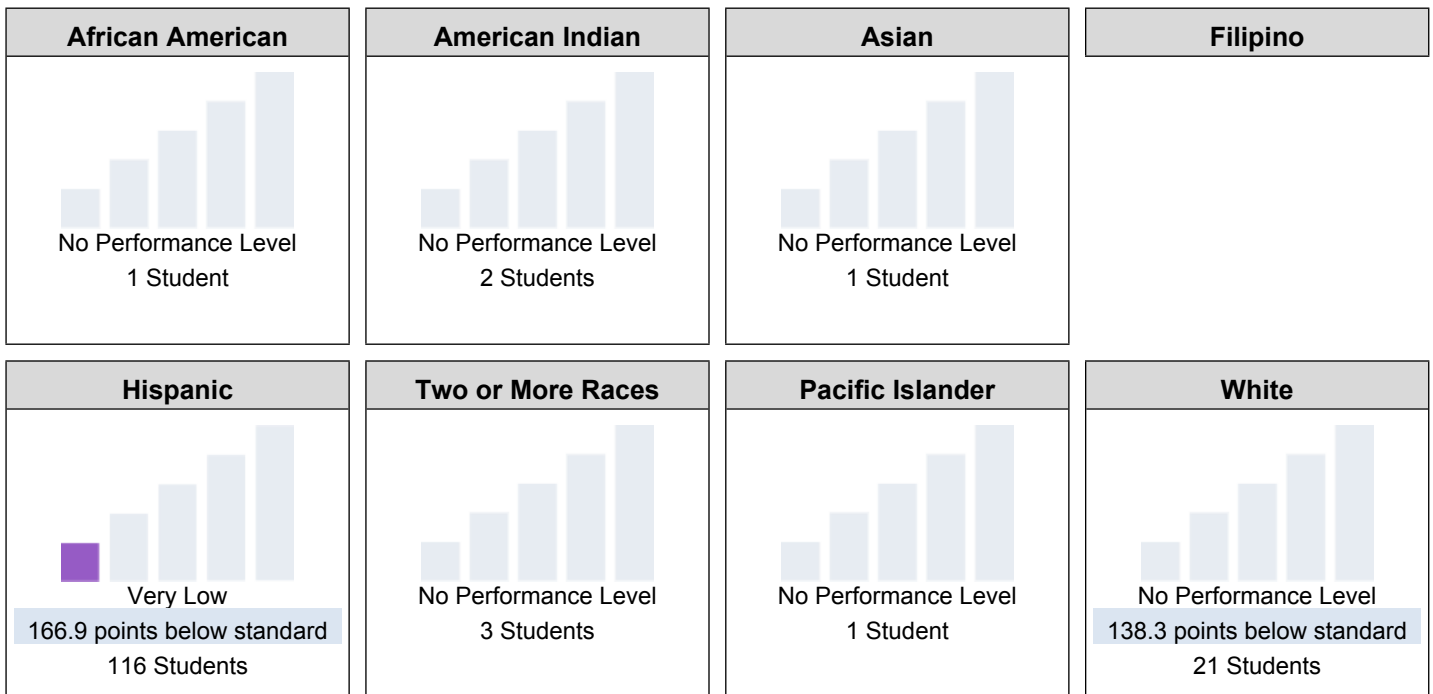 African American
No Performance Level
1 Student
American Indian
No Performance Level
2 Students
Asian
No Performance Level
1 Student
Filipino
Hispanic
Very Low
166.9 points below standard
116 Students
Two or More Races
No Performance Level
3 Students
Pacific Islander
No Performance Level
1 Student
White
No Performance Level
138.3 points below standard
21 Students